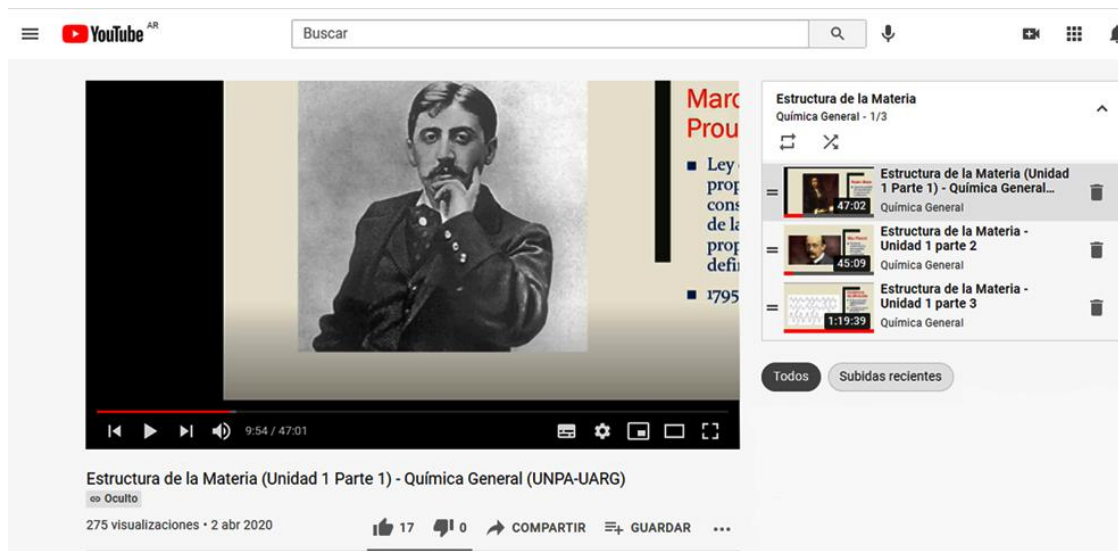 YouTube AR
Buscar
Marc
Prou
Ley
prop
cons
de la
prop
defi
1795
9:54 / 47:01
Estructura de la Materia (Unidad 1 Parte 1) - Química General (UNPA-UARG)
Oculto
275 visualizaciones • 2 abr 2020
17
0
COMPARTIR
GUARDAR
Estructura de la Materia
Química General - 1/3
Estructura de la Materia (Unidad
1 Parte 1) - Química General...
47:02
Química General
Estructura de la Materia -
Unidad 1 parte 2
45:09
Química General
Estructura de la Materia -
Unidad 1 parte 3
1:19:39
Química General
Todos
Subidas recientes